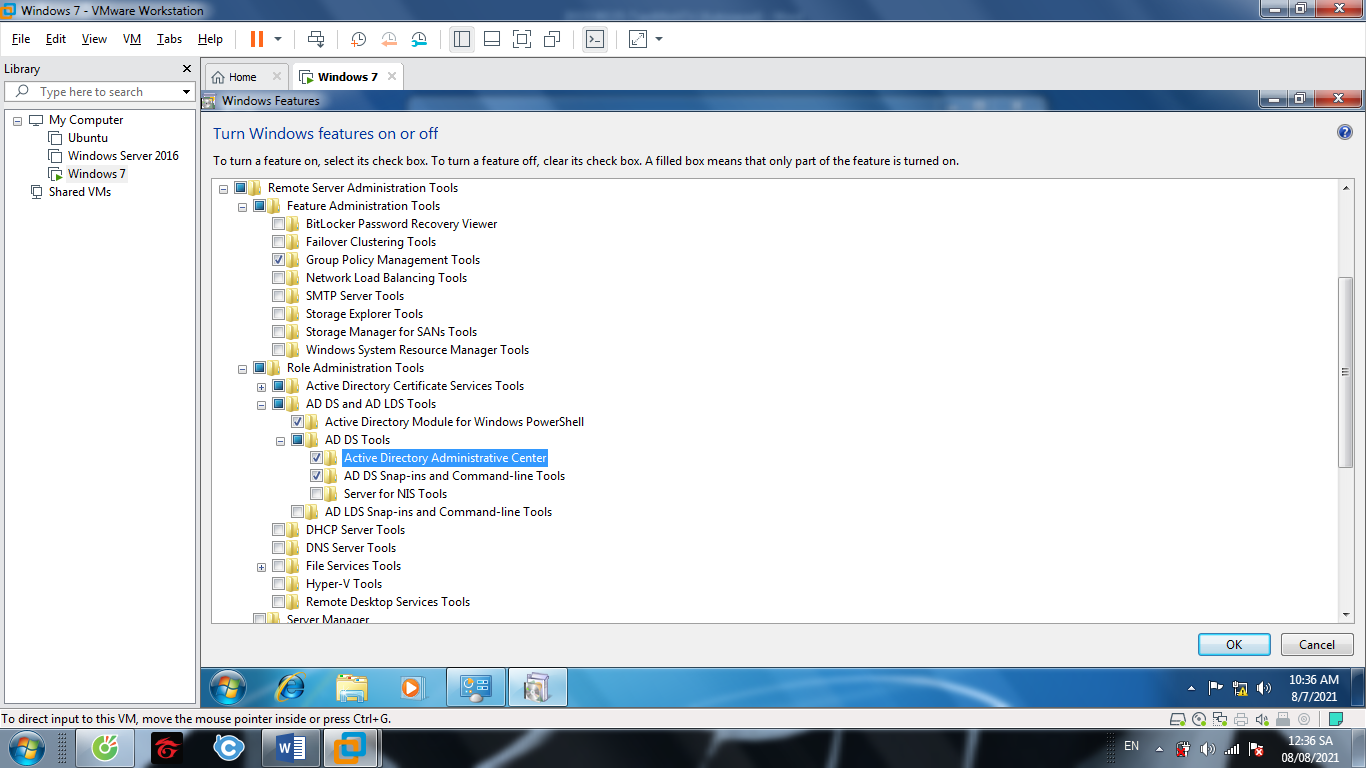 Windows 7 - VMware Workstation
File Edit View VM Tabs Help
Library
Type here to search
My Computer
Ubuntu
Windows Server 2016
Windows 7
Shared VMs
Home
Windows 7
Windows Features
Turn Windows features on or off
To turn a feature on, select its check box. To turn a feature off, clear its check box. A filled box means that only part of the feature is turned on.
Remote Server Administration Tools
Feature Administration Tools
BitLocker Password Recovery Viewer
Failover Clustering Tools
Group Policy Management Tools
Network Load Balancing Tools
SMTP Server Tools
Storage Explorer Tools
Storage Manager for SANs Tools
Windows System Resource Manager Tools
Role Administration Tools
Active Directory Certificate Services Tools
AD DS and AD LDS Tools
Active Directory Module for Windows PowerShell
AD DS Tools
Active Directory Administrative Center
AD DS Snap-ins and Command-line Tools
Server for NIS Tools
AD LDS Snap-ins and Command-line Tools
DHCP Server Tools
DNS Server Tools
File Services Tools
Hyper-V Tools
Remote Desktop Services Tools
Server Manager
OK Cancel
10:36 AM
8/7/2021
To direct input to this VM, move the mouse pointer inside or press Ctrl+G.
EN
12:36 SA
08/08/2021